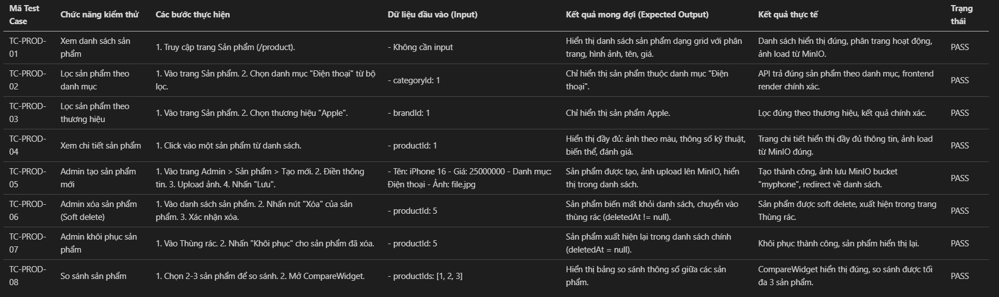 Mã Test Case | Chức năng kiểm thử | Các bước thực hiện | Dữ liệu đầu vào (Input) | Kết quả mong đợi (Expected Output) | Kết quả thực tế | Trạng thái
TC-PROD-01 | Xem danh sách sản phẩm | 1. Truy cập trang Sản phẩm (/product). | - Không cần input | Hiển thị danh sách sản phẩm dạng grid với phân trang, hình ảnh, tên, giá. | Danh sách hiển thị đúng, phân trang hoạt động, ảnh load từ MinIO. | PASS
TC-PROD-02 | Lọc sản phẩm theo danh mục | 1. Vào trang Sản phẩm. 2. Chọn danh mục "Điện thoại" từ bộ lọc. | - categoryId: 1 | Chỉ hiển thị sản phẩm thuộc danh mục "Điện thoại". | API trả đúng sản phẩm theo danh mục, frontend render chính xác. | PASS
TC-PROD-03 | Lọc sản phẩm theo thương hiệu | 1. Vào trang Sản phẩm. 2. Chọn thương hiệu "Apple". | - brandId: 1 | Chỉ hiển thị sản phẩm Apple. | Lọc đúng theo thương hiệu, kết quả chính xác. | PASS
TC-PROD-04 | Xem chi tiết sản phẩm | 1. Click vào một sản phẩm từ danh sách. | - productId: 1 | Hiển thị đầy đủ: ảnh theo màu, thông số kỹ thuật, biến thể, đánh giá. | Trang chi tiết hiển thị đầy đủ thông tin, ảnh load từ MinIO đúng. | PASS
TC-PROD-05 | Admin tạo sản phẩm mới | 1. Vào trang Admin > Sản phẩm > Tạo mới. 2. Điền thông tin. 3. Upload ảnh. 4. Nhấn "Lưu". | - Tên: iPhone 16 - Giá: 25000000 - Danh mục: Điện thoại - Ảnh: file.jpg | Sản phẩm được tạo, ảnh upload lên MinIO, hiển thị trong danh sách. | Tạo thành công, ảnh lưu MinIO bucket "myphone", redirect về danh sách. | PASS
TC-PROD-06 | Admin xóa sản phẩm (Soft delete) | 1. Vào danh sách sản phẩm. 2. Nhấn nút "Xóa" của sản phẩm. 3. Xác nhận xóa. | - productId: 5 | Sản phẩm biến mất khỏi danh sách, chuyển vào thùng rác (deletedAt != null). | Sản phẩm được soft delete, xuất hiện trong trang Thùng rác. | PASS
TC-PROD-07 | Admin khôi phục sản phẩm | 1. Vào Thùng rác. 2. Nhấn "Khôi phục" cho sản phẩm đã xóa. | - productId: 5 | Sản phẩm xuất hiện lại trong danh sách chính (deletedAt = null). | Khôi phục thành công, sản phẩm hiển thị lại. | PASS
TC-PROD-08 | So sánh sản phẩm | 1. Chọn 2-3 sản phẩm để so sánh. 2. Mở CompareWidget. | - productIds: [1, 2, 3] | Hiển thị bảng so sánh thông số giữa các sản phẩm. | CompareWidget hiển thị đúng, so sánh được tối đa 3 sản phẩm. | PASS